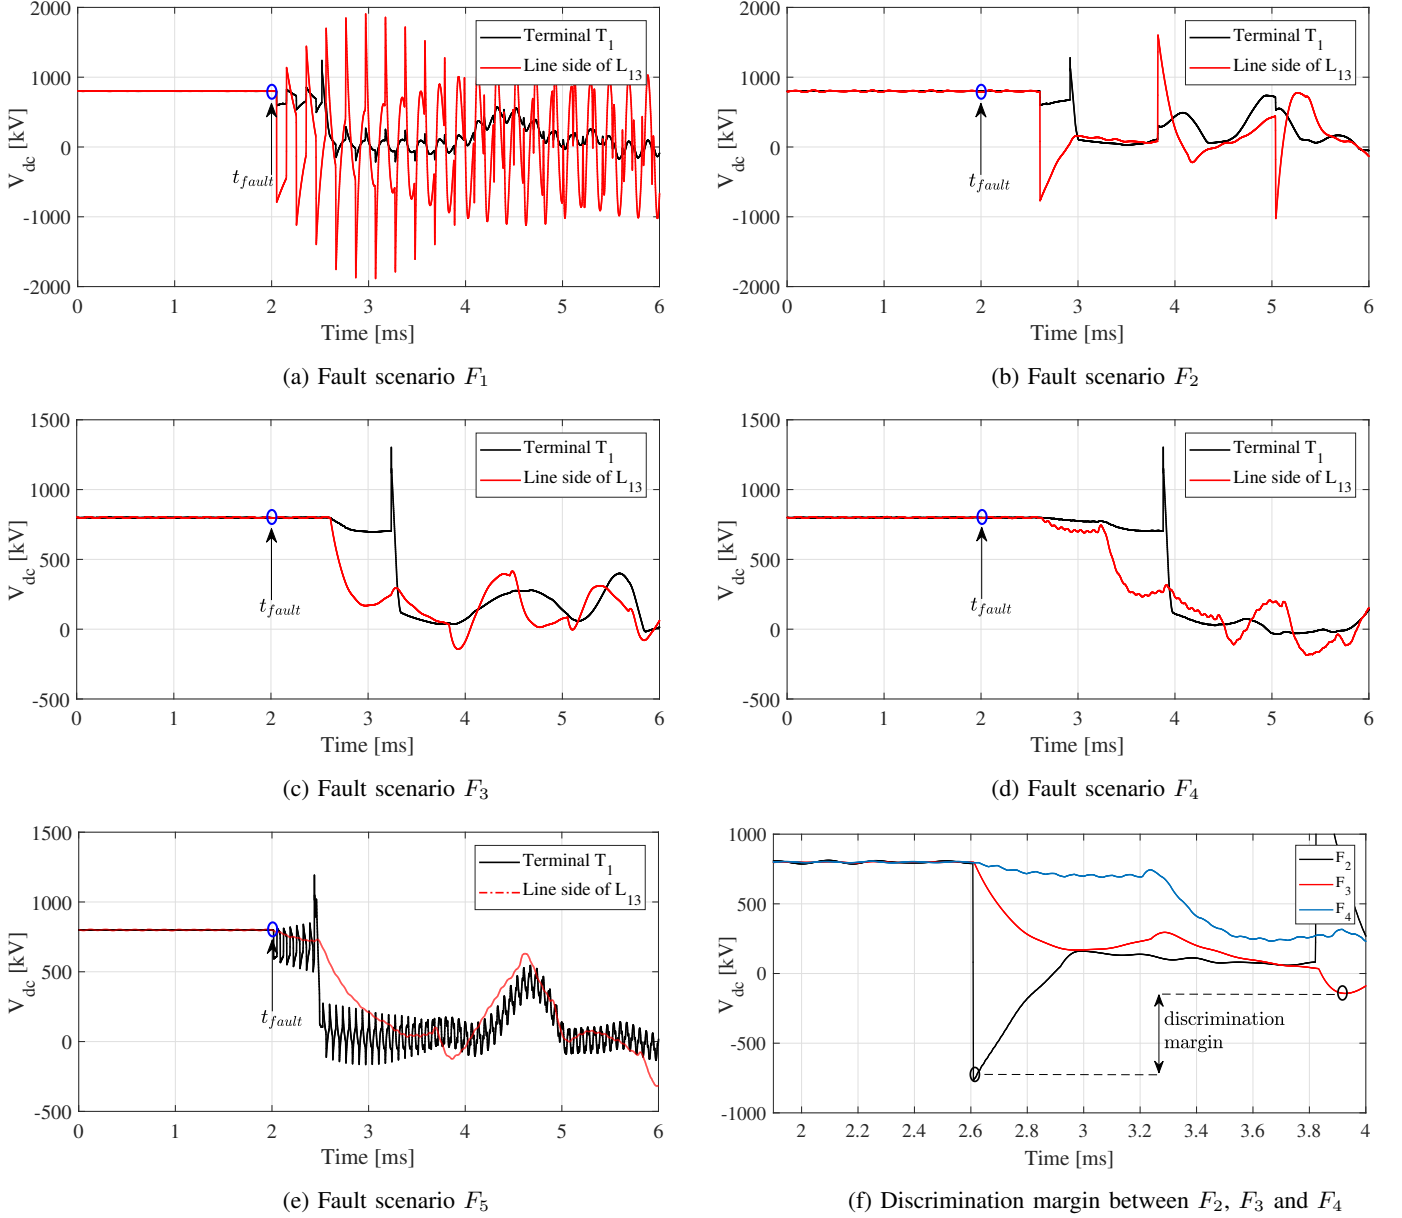 2000
1000
0
-1000
-2000
V_dc [kV]
0 1 2 3 4 5 6
Time [ms]
Terminal T_1
Line side of L_13
t_fault
(a) Fault scenario F_1
2000
1000
0
-1000
-2000
V_dc [kV]
0 1 2 3 4 5 6
Time [ms]
Terminal T_1
Line side of L_13
t_fault
(b) Fault scenario F_2
1500
1000
500
0
-500
V_dc [kV]
0 1 2 3 4 5 6
Time [ms]
Terminal T_1
Line side of L_13
t_fault
(c) Fault scenario F_3
1500
1000
500
0
-500
V_dc [kV]
0 1 2 3 4 5 6
Time [ms]
Terminal T_1
Line side of L_13
t_fault
(d) Fault scenario F_4
1500
1000
500
0
-500
V_dc [kV]
0 1 2 3 4 5 6
Time [ms]
Terminal T_1
Line side of L_13
t_fault
(e) Fault scenario F_5
1000
500
0
-500
-1000
V_dc [kV]
2 2.2 2.4 2.6 2.8 3 3.2 3.4 3.6 3.8 4
Time [ms]
F_2
F_3
F_4
discrimination
margin
(f) Discrimination margin between F_2, F_3 and F_4